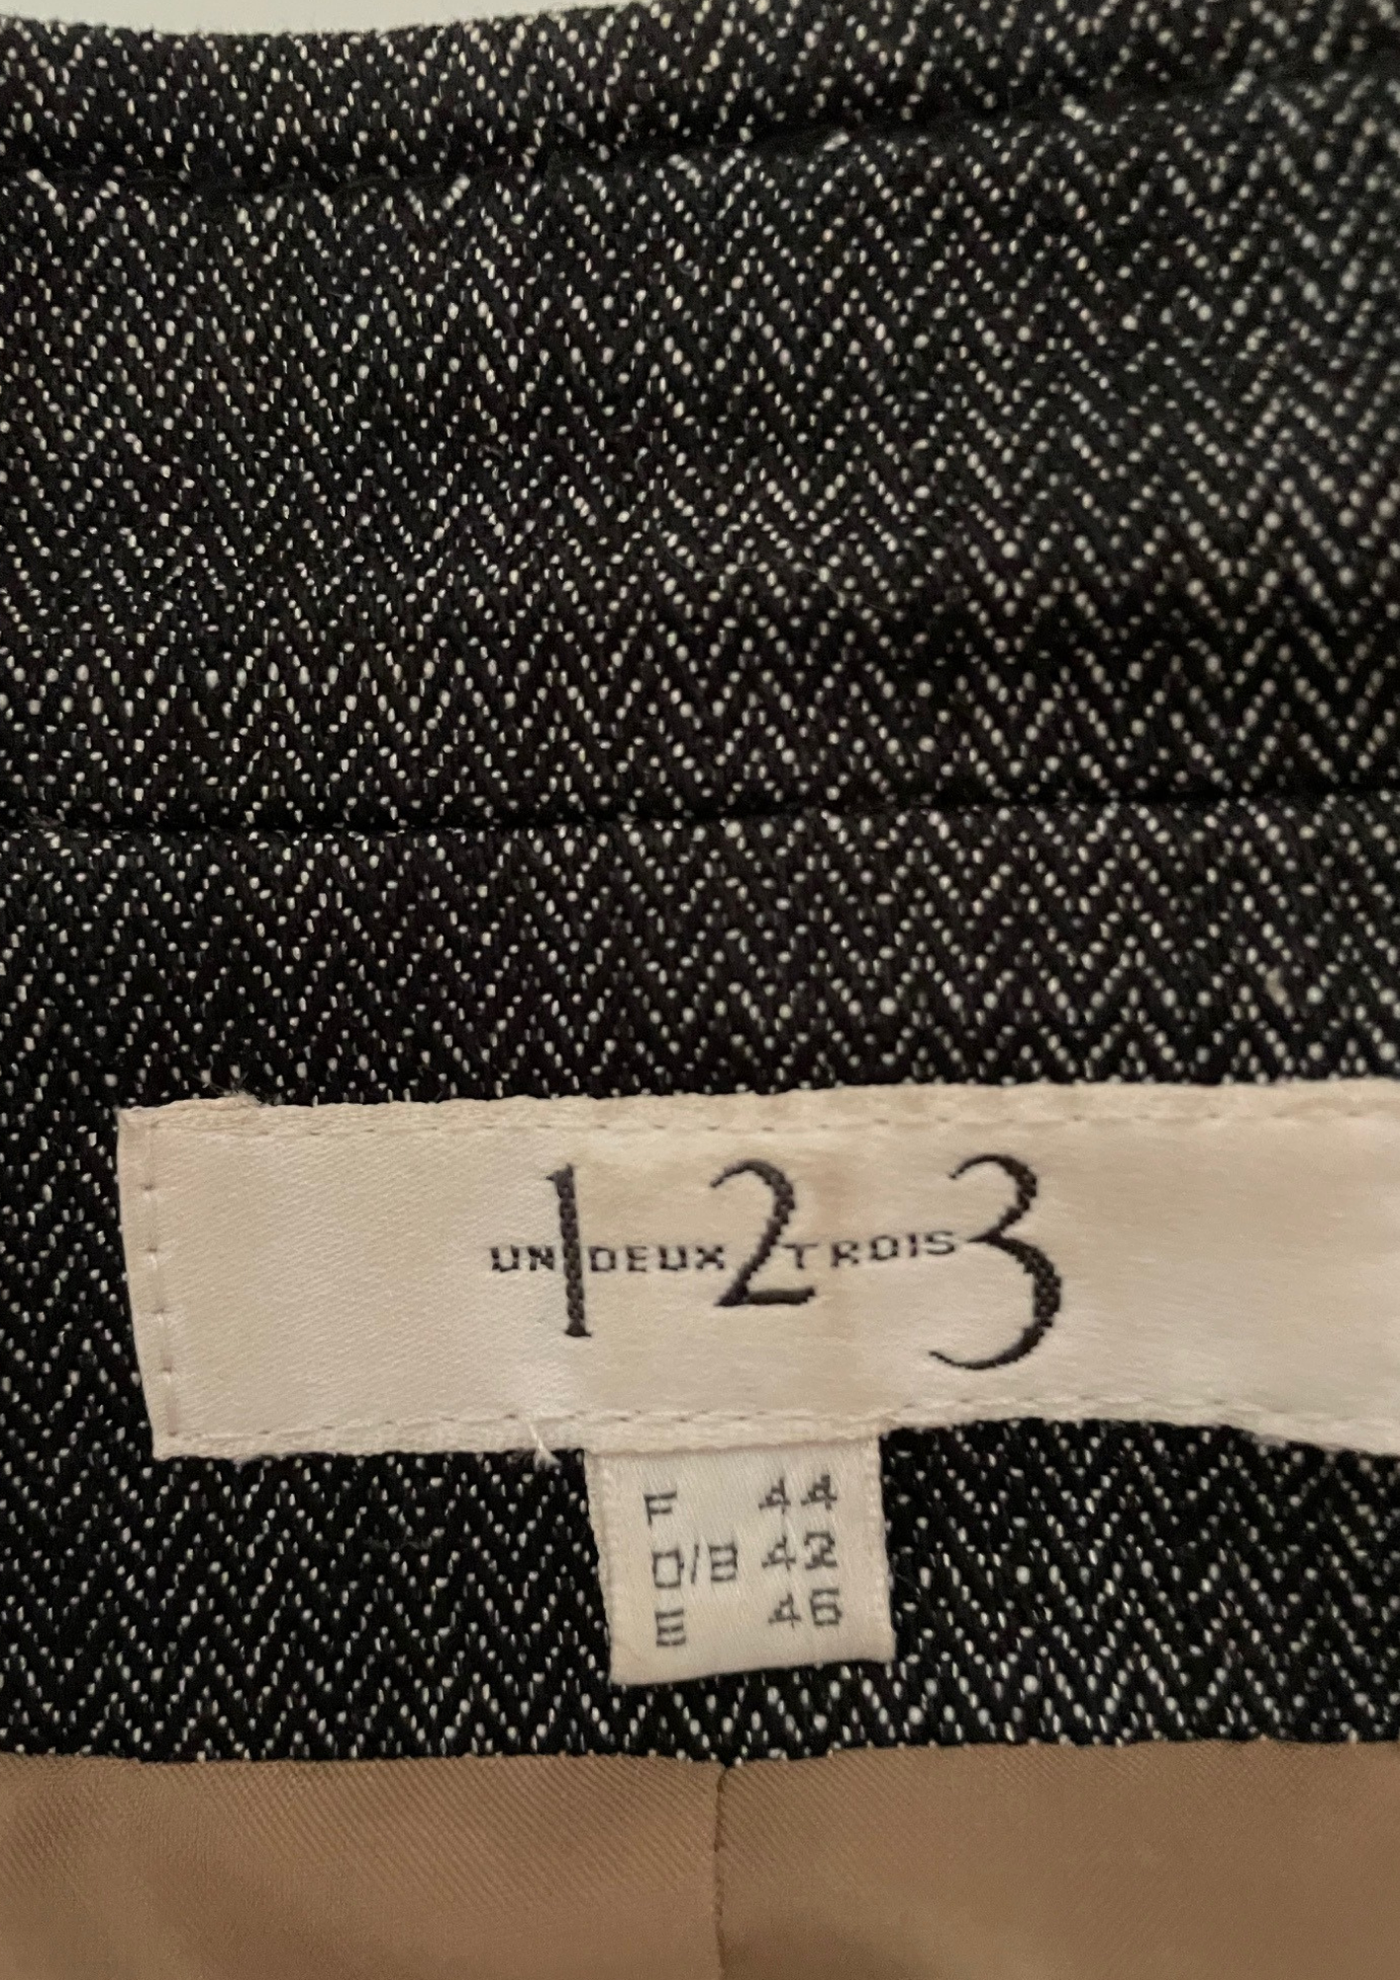 UN 1 DEUX 2 TROIS 3
F 44
D/B 42
E 46